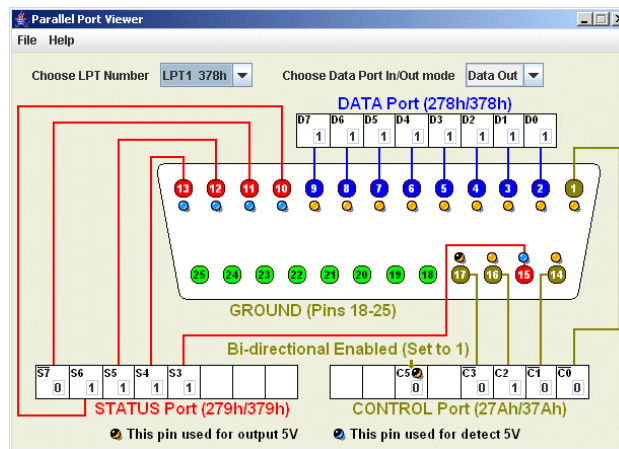 Parallel Port Viewer
File Help
Choose LPT Number LPT1 378h Choose Data Port In/Out mode Data Out
DATA Port (278h/378h)
D7 D6 D5 D4 D3 D2 D1 D0
1 1 1 1 1 1 1 1
13 12 11 10 9 8 7 6 5 4 3 2 1
25 24 23 22 21 20 19 18 17 16 15 14
GROUND (Pins 18-25)
Bi-directional Enabled (Set to 1)
S7 S6 S5 S4 S3 C5 C3 C2 C1 C0
0 1 1 1 1 0 0 1 0 0
STATUS Port (279h/379h) CONTROL Port (27Ah/37Ah)
This pin used for output 5V This pin used for detect 5V